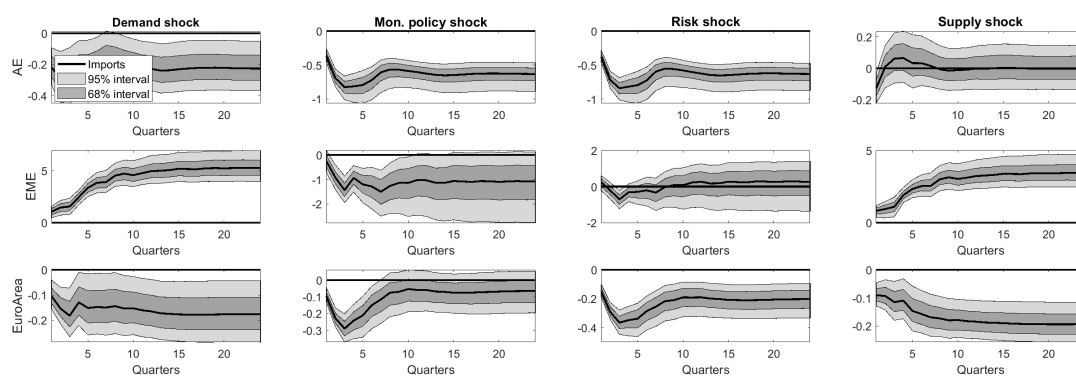 Demand shock
Mon. policy shock
Risk shock
Supply shock
AE
0
-0.2
-0.4
Imports
95% interval
68% interval
5 10 15 20
Quarters
0
-0.5
-1
5 10 15 20
Quarters
0
-0.5
-1
5 10 15 20
Quarters
0.2
0
-0.2
5 10 15 20
Quarters
EME
5
0
5 10 15 20
Quarters
0
-1
-2
5 10 15 20
Quarters
2
0
-2
5 10 15 20
Quarters
5
0
5 10 15 20
Quarters
EuroArea
0
-0.1
-0.2
5 10 15 20
Quarters
0
-0.1
-0.2
-0.3
5 10 15 20
Quarters
0
-0.2
-0.4
5 10 15 20
Quarters
0
-0.1
-0.2
5 10 15 20
Quarters